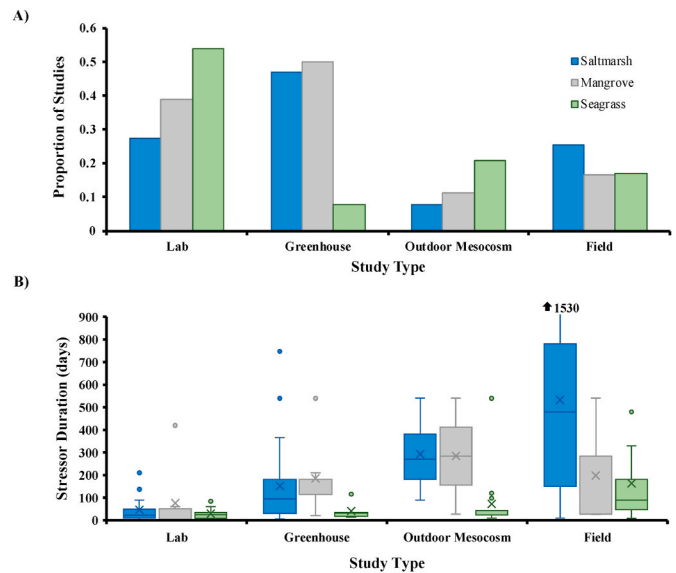 A)
Proportion of Studies
0.6
0.5
0.4
0.3
0.2
0.1
0
Saltmarsh
Mangrove
Seagrass
Lab Greenhouse Outdoor Mesocosm Field
Study Type
B)
Stressor Duration (days)
1530
900
800
700
600
500
400
300
200
100
0
Lab Greenhouse Outdoor Mesocosm Field
Study Type